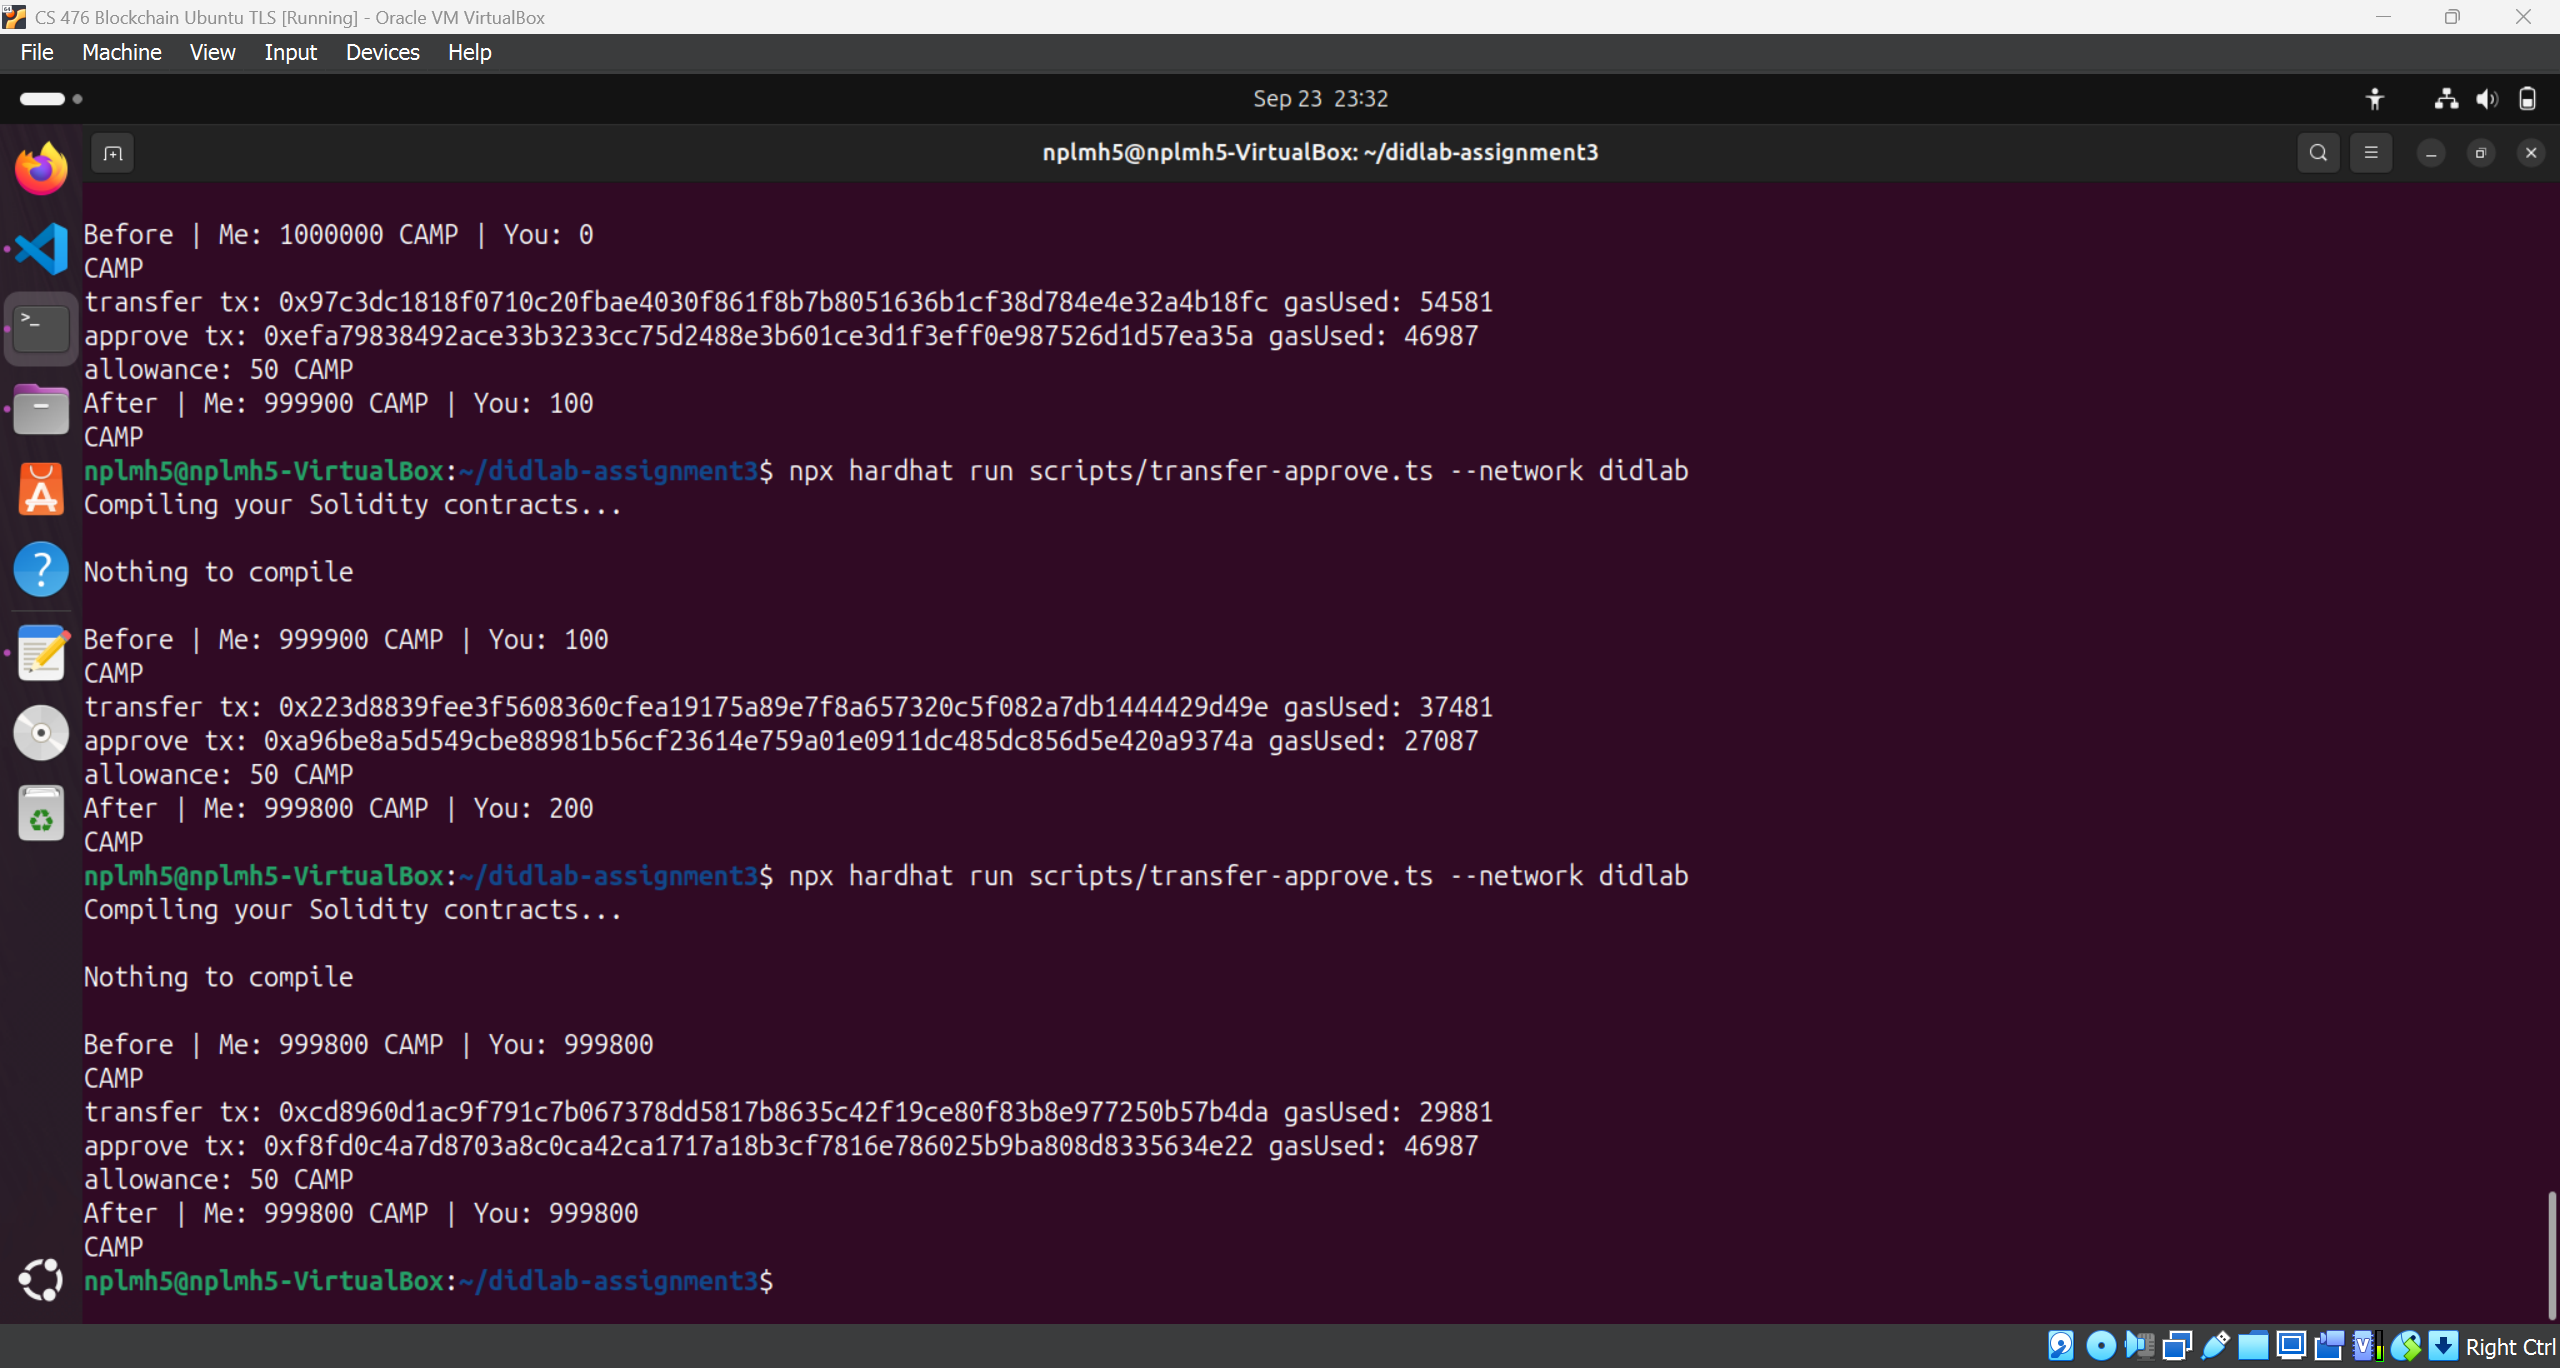 CS 476 Blockchain Ubuntu TLS [Running] - Oracle VM VirtualBox
File Machine View Input Devices Help
Sep 23 23:32
nplmh5@nplmh5-VirtualBox: ~/didlab-assignment3
Before | Me: 1000000 CAMP | You: 0
CAMP
transfer tx: 0x97c3dc1818f0710c20fbae4030f861f8b7b8051636b1cf38d784e4e32a4b18fc gasUsed: 54581
approve tx: 0xefa79838492ace33b3233cc75d2488e3b601ce3d1f3eff0e987526d1d57ea35a gasUsed: 46987
allowance: 50 CAMP
After | Me: 999900 CAMP | You: 100
CAMP
nplmh5@nplmh5-VirtualBox:~/didlab-assignment3$ npx hardhat run scripts/transfer-approve.ts --network didlab
Compiling your Solidity contracts...
Nothing to compile
Before | Me: 999900 CAMP | You: 100
CAMP
transfer tx: 0x223d8839fee3f5608360cfea19175a89e7f8a657320c5f082a7db1444429d49e gasUsed: 37481
approve tx: 0xa96be8a5d549cbe88981b56cf23614e759a01e0911dc485dc856d5e420a9374a gasUsed: 27087
allowance: 50 CAMP
After | Me: 999800 CAMP | You: 200
CAMP
nplmh5@nplmh5-VirtualBox:~/didlab-assignment3$ npx hardhat run scripts/transfer-approve.ts --network didlab
Compiling your Solidity contracts...
Nothing to compile
Before | Me: 999800 CAMP | You: 999800
CAMP
transfer tx: 0xcd8960d1ac9f791c7b067378dd5817b8635c42f19ce80f83b8e977250b57b4da gasUsed: 29881
approve tx: 0xf8fd0c4a7d8703a8c0ca42ca1717a18b3cf7816e786025b9ba808d8335634e22 gasUsed: 46987
allowance: 50 CAMP
After | Me: 999800 CAMP | You: 999800
CAMP
nplmh5@nplmh5-VirtualBox:~/didlab-assignment3$
Right Ctrl